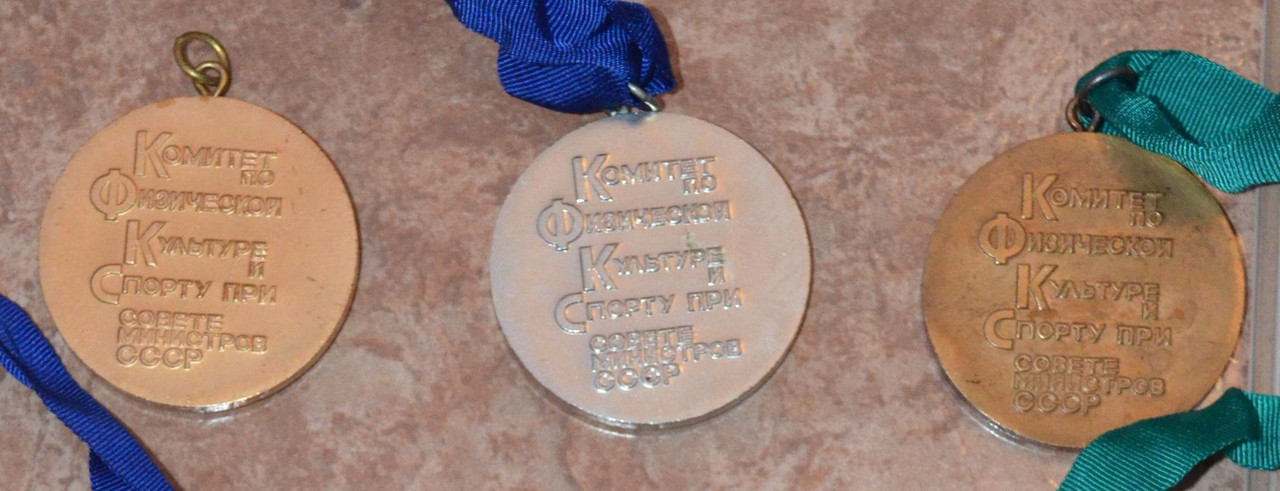 Комитет
по
Физической
Культуре
и
Спорту при
СОВЕТЕ
МИНИСТРОВ
СССР
Комитет
по
Физической
Культуре
и
Спорту при
СОВЕТЕ
МИНИСТРОВ
СССР
Комитет
по
Физической
Культуре
и
Спорту при
СОВЕТЕ
МИНИСТРОВ
СССР